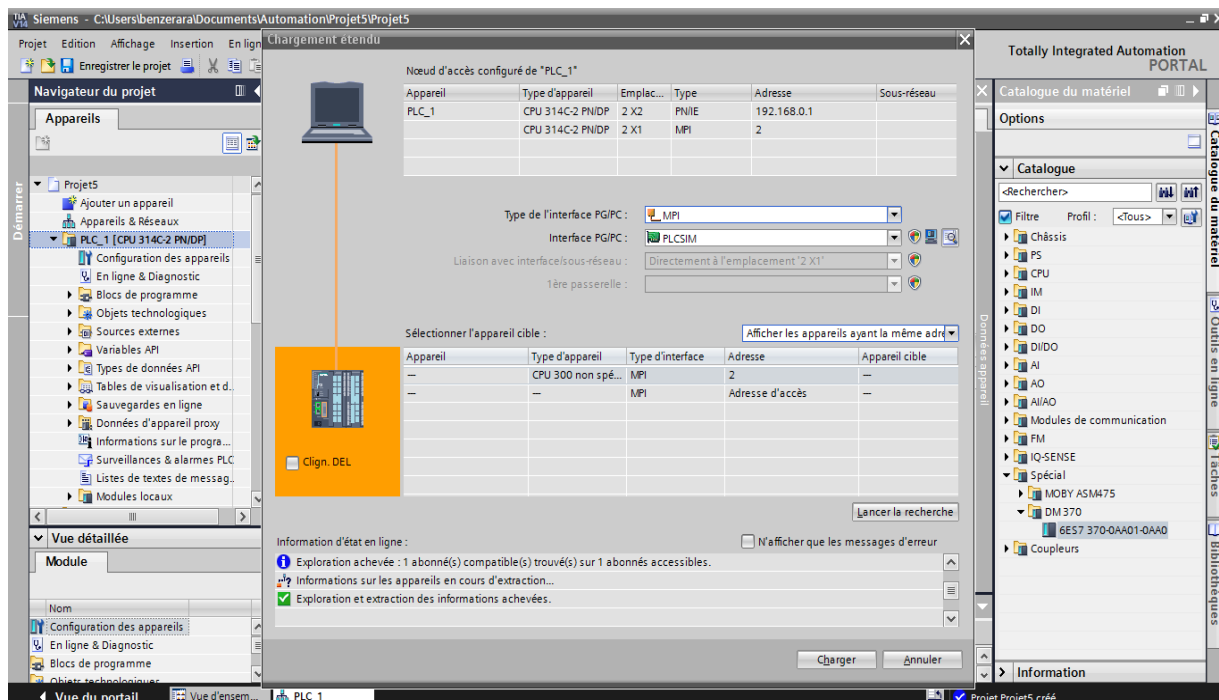 Siemens - C:\Users\benzerara\Documents\Automation\Projet5\Projet5
Projet Edition Affichage Insertion En lign
Enregistrer le projet
Totally Integrated Automation
PORTAL
Navigateur du projet
Appareils
Démarrer
Projet5
Ajouter un appareil
Appareils & Réseaux
PLC_1 [CPU 314C-2 PN/DP]
Configuration des appareils
En ligne & Diagnostic
Blocs de programme
Objets technologiques
Sources externes
Variables API
Types de données API
Tables de visualisation et d..
Sauvegardes en ligne
Données d'appareil proxy
Informations sur le progra...
Surveillances & alarmes PLC
Listes de textes de messag..
Modules locaux
Vue détaillée
Module
Nom
Configuration des appareils
En ligne & Diagnostic
Blocs de programme
Objets technologiques
Chargement étendu
Nœud d'accès configuré de "PLC_1"
Appareil Type d'appareil Emplac... Type Adresse Sous-réseau
PLC_1 CPU 314C-2 PN/DP 2 X2 PN/IE 192.168.0.1
CPU 314C-2 PN/DP 2 X1 MPI 2
Type de l'interface PG/PC : MPI
Interface PG/PC : PLCSIM
Liaison avec interface/sous-réseau : Directement à l'emplacement '2 X1'
1ère passerelle :
Sélectionner l'appareil cible : Afficher les appareils ayant la même adre
Appareil Type d'appareil Type d'interface Adresse Appareil cible
— CPU 300 non spé... MPI 2 —
— — MPI Adresse d'accès —
Clign. DEL
Lancer la recherche
Information d'état en ligne : N'afficher que les messages d'erreur
Exploration achevée : 1 abonné(s) compatible(s) trouvé(s) sur 1 abonnés accessibles.
Informations sur les appareils en cours d'extraction...
Exploration et extraction des informations achevées.
Charger Annuler
Données appareil
Catalogue du matériel
Options
Catalogue
<Rechercher>
Filtre Profil : <Tous>
Châssis
PS
CPU
IM
DI
DO
DI/DO
AI
AO
AI/AO
Modules de communication
FM
IQ-SENSE
Spécial
MOBY ASM475
DM 370
6ES7 370-0AA01-0AA0
Coupleurs
Information
Catalogue du matériel
Outils en ligne
Tâches
Bibliothèques
Vue du portail Vue d'ensem... PLC_1 Projet Projet5 créé